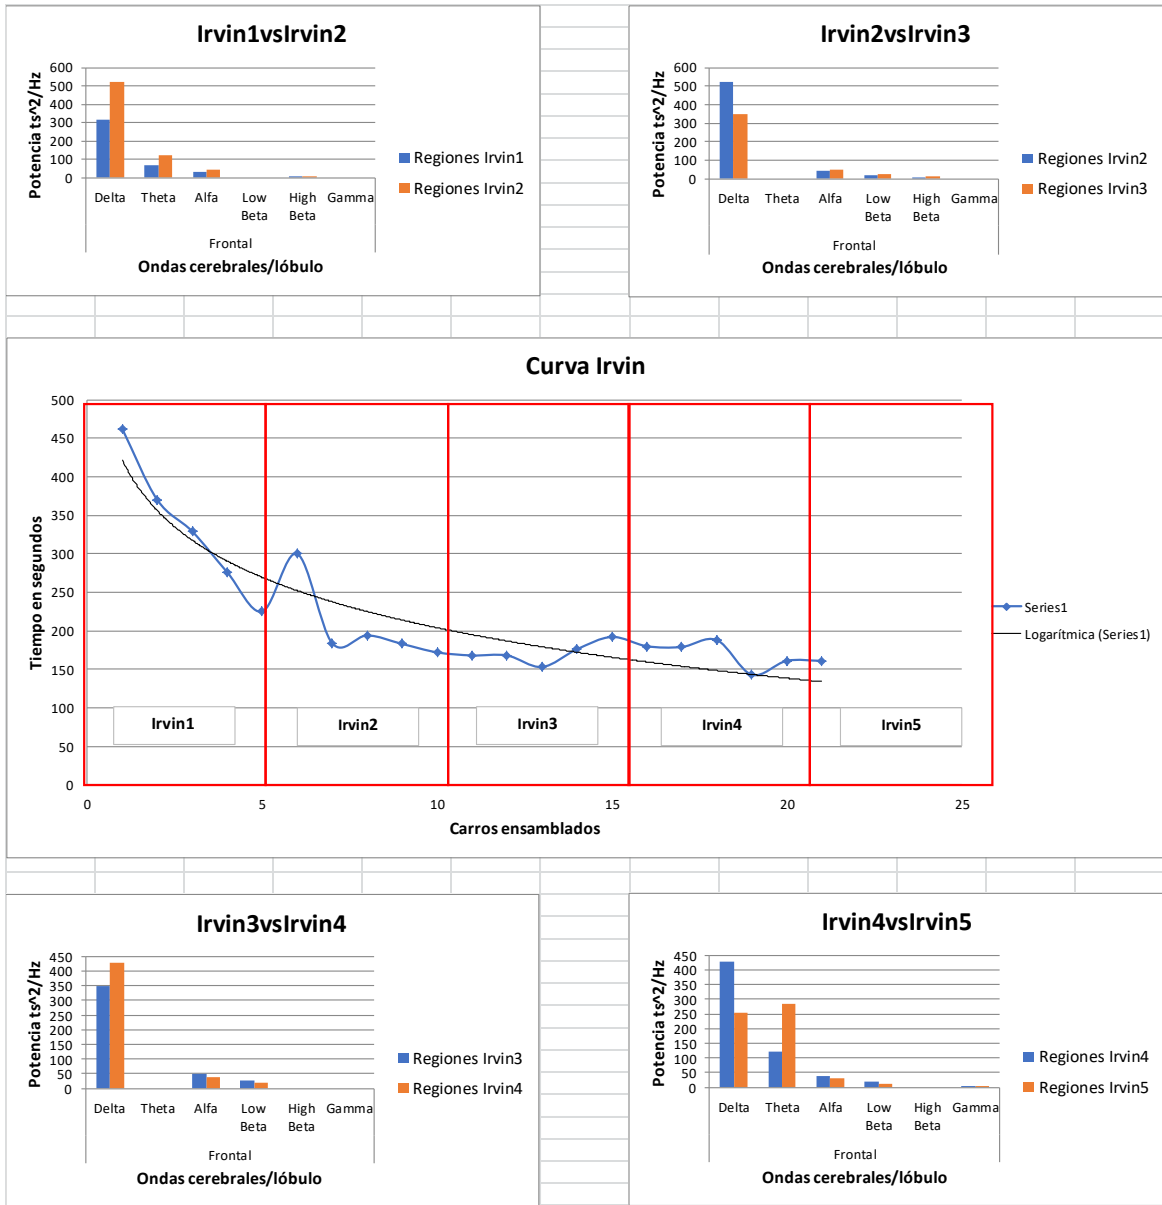 Irvin1vsIrvin2
Potencia ts^2/Hz
600
500
400
300
200
100
0
Delta Theta Alfa Low Beta High Beta Gamma
Frontal
Ondas cerebrales/lóbulo
Regiones Irvin1
Regiones Irvin2
Irvin2vsIrvin3
Potencia ts^2/Hz
600
500
400
300
200
100
0
Delta Theta Alfa Low Beta High Beta Gamma
Frontal
Ondas cerebrales/lóbulo
Regiones Irvin2
Regiones Irvin3
Curva Irvin
Tiempo en segundos
500
450
400
350
300
250
200
150
100
50
0
Irvin1 Irvin2 Irvin3 Irvin4 Irvin5
0 5 10 15 20 25
Carros ensamblados
Series1
Logarítmica (Series1)
Irvin3vsIrvin4
Potencia ts^2/Hz
450
400
350
300
250
200
150
100
50
0
Delta Theta Alfa Low Beta High Beta Gamma
Frontal
Ondas cerebrales/lóbulo
Regiones Irvin3
Regiones Irvin4
Irvin4vsIrvin5
Potencia ts^2/Hz
450
400
350
300
250
200
150
100
50
0
Delta Theta Alfa Low Beta High Beta Gamma
Frontal
Ondas cerebrales/lóbulo
Regiones Irvin4
Regiones Irvin5